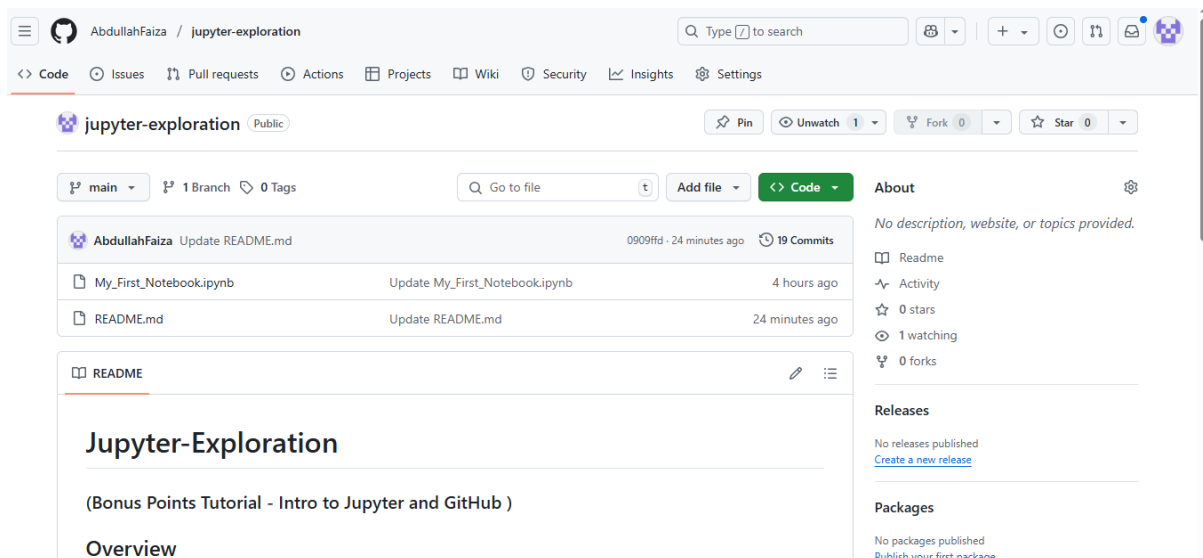 AbdullahFaiza / jupyter-exploration
Type / to search
Code Issues Pull requests Actions Projects Wiki Security Insights Settings
jupyter-exploration Public
Pin Unwatch 1 Fork 0 Star 0
main 1 Branch 0 Tags
Go to file t
Add file
Code
AbdullahFaiza Update README.md 0909ffd · 24 minutes ago 19 Commits
My_First_Notebook.ipynb Update My_First_Notebook.ipynb 4 hours ago
README.md Update README.md 24 minutes ago
README
Jupyter-Exploration
(Bonus Points Tutorial - Intro to Jupyter and GitHub )
Overview
About
No description, website, or topics provided.
Readme
Activity
0 stars
1 watching
0 forks
Releases
No releases published
Create a new release
Packages
No packages published
Publish your first package